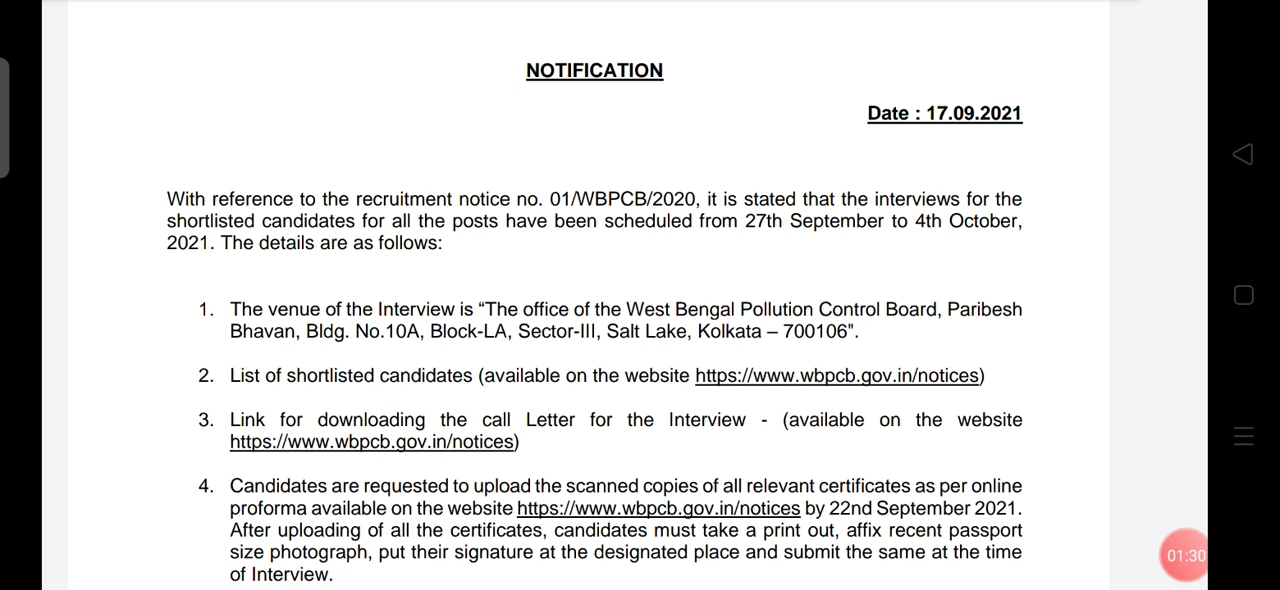 NOTIFICATION
Date : 17.09.2021
With reference to the recruitment notice no. 01/WBPCB/2020, it is stated that the interviews for the
shortlisted candidates for all the posts have been scheduled from 27th September to 4th October,
2021. The details are as follows:
1. The venue of the Interview is “The office of the West Bengal Pollution Control Board, Paribesh
Bhavan, Bldg. No.10A, Block-LA, Sector-III, Salt Lake, Kolkata – 700106".
2. List of shortlisted candidates (available on the website https://www.wbpcb.gov.in/notices)
3. Link for downloading the call Letter for the Interview - (available on the website
https://www.wbpcb.gov.in/notices)
4. Candidates are requested to upload the scanned copies of all relevant certificates as per online
proforma available on the website https://www.wbpcb.gov.in/notices by 22nd September 2021.
After uploading of all the certificates, candidates must take a print out, affix recent passport
size photograph, put their signature at the designated place and submit the same at the time
of Interview.
01:30